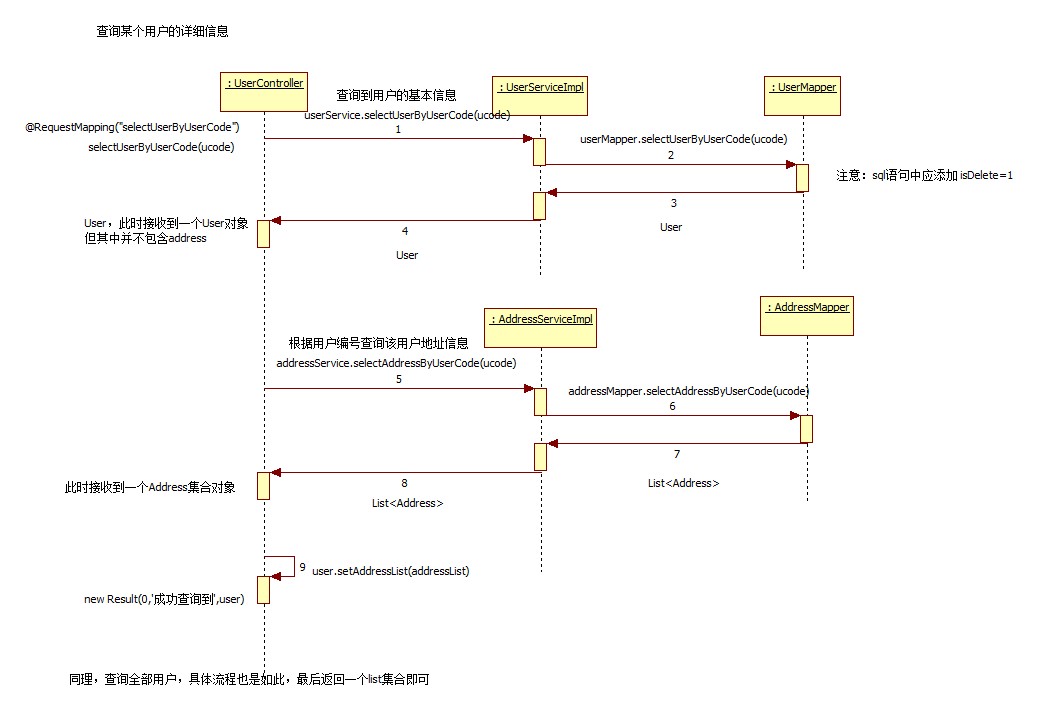 查询某个用户的详细信息
: UserController
: UserServiceImpl
: UserMapper
查询到用户的基本信息
userService.selectUserByUserCode(ucode)
1
@RequestMapping("selectUserByUserCode")
selectUserByUserCode(ucode)
userMapper.selectUserByUserCode(ucode)
2
注意：sql语句中应添加 isDelete=1
3
User
User，此时接收到一个User对象
但其中并不包含address
4
User
: AddressServiceImpl
: AddressMapper
根据用户编号查询该用户地址信息
addressService.selectAddressByUserCode(ucode)
5
addressMapper.selectAddressByUserCode(ucode)
6
7
List<Address>
此时接收到一个Address集合对象
8
List<Address>
9
user.setAddressList(addressList)
new Result(0,'成功查询到',user)
同理，查询全部用户，具体流程也是如此，最后返回一个list集合即可